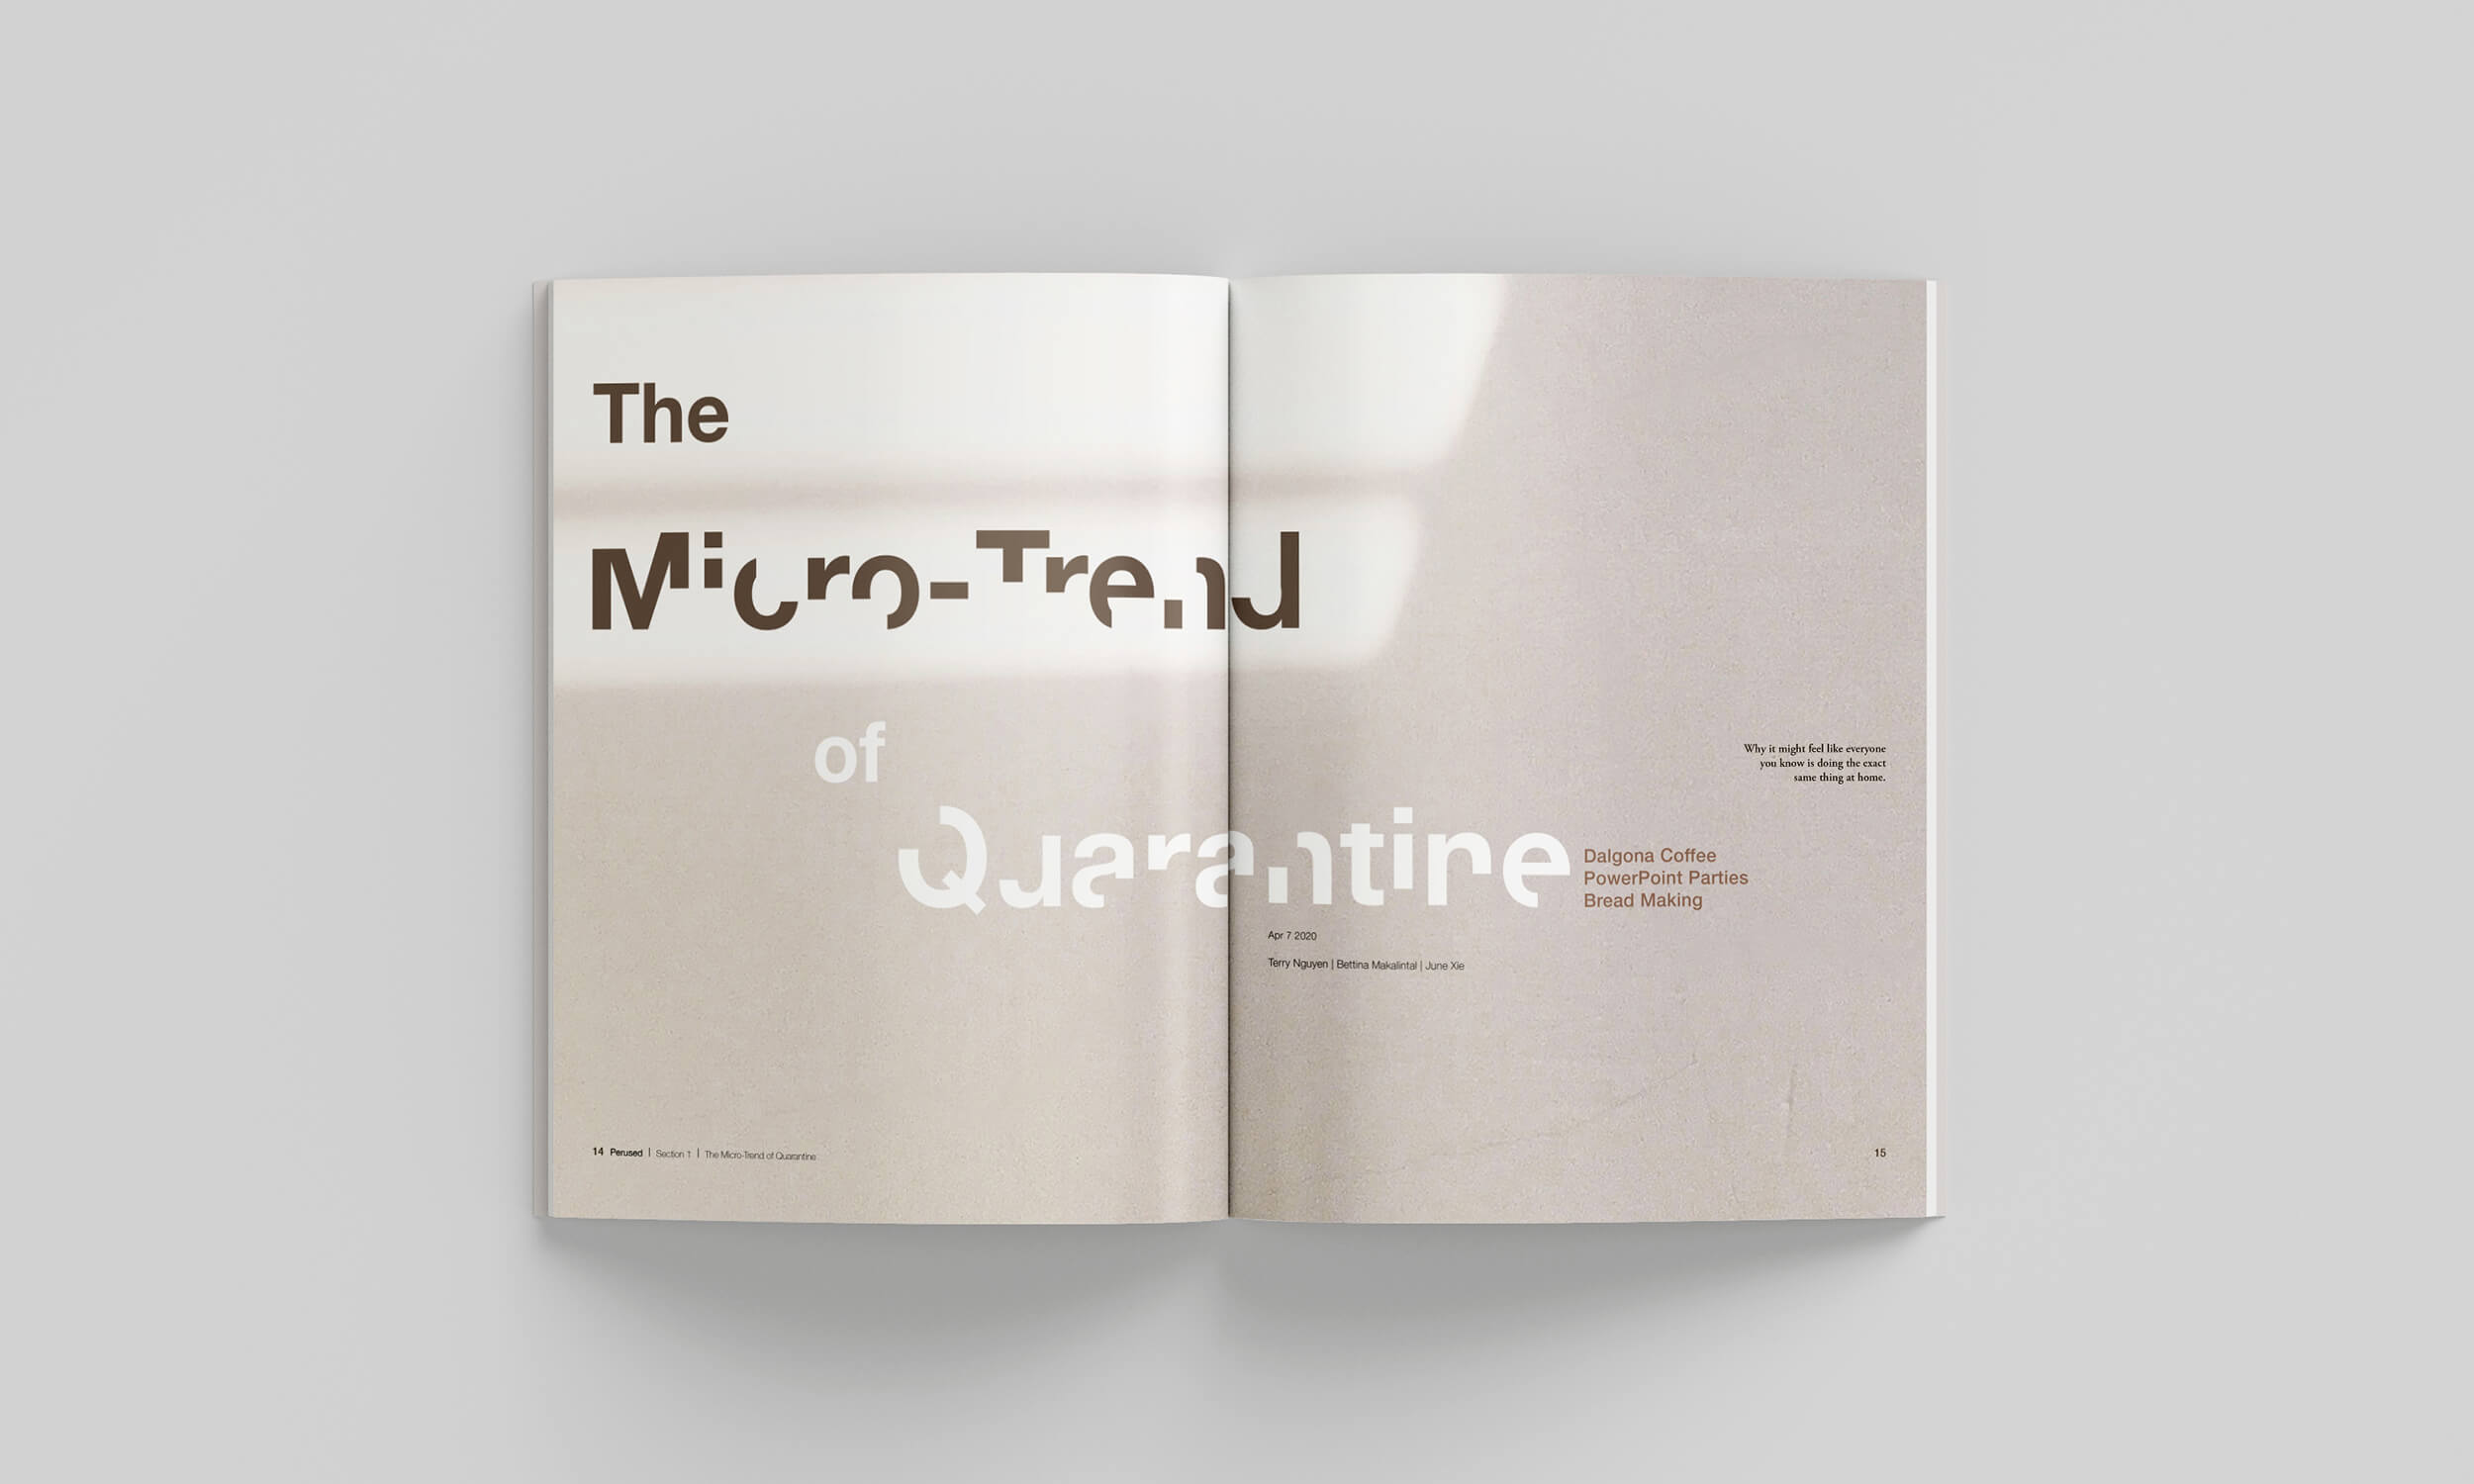 The
Micro-Trend
of
Quarantine
Why it might feel like everyone
you know is doing the exact
same thing at home.
Dalgona Coffee
PowerPoint Parties
Bread Making
Apr 7 2020
Terry Nguyen | Bettina Makalintal | June Xie
14 Perused | Section 1 | The Micro-Trend of Quarantine
15